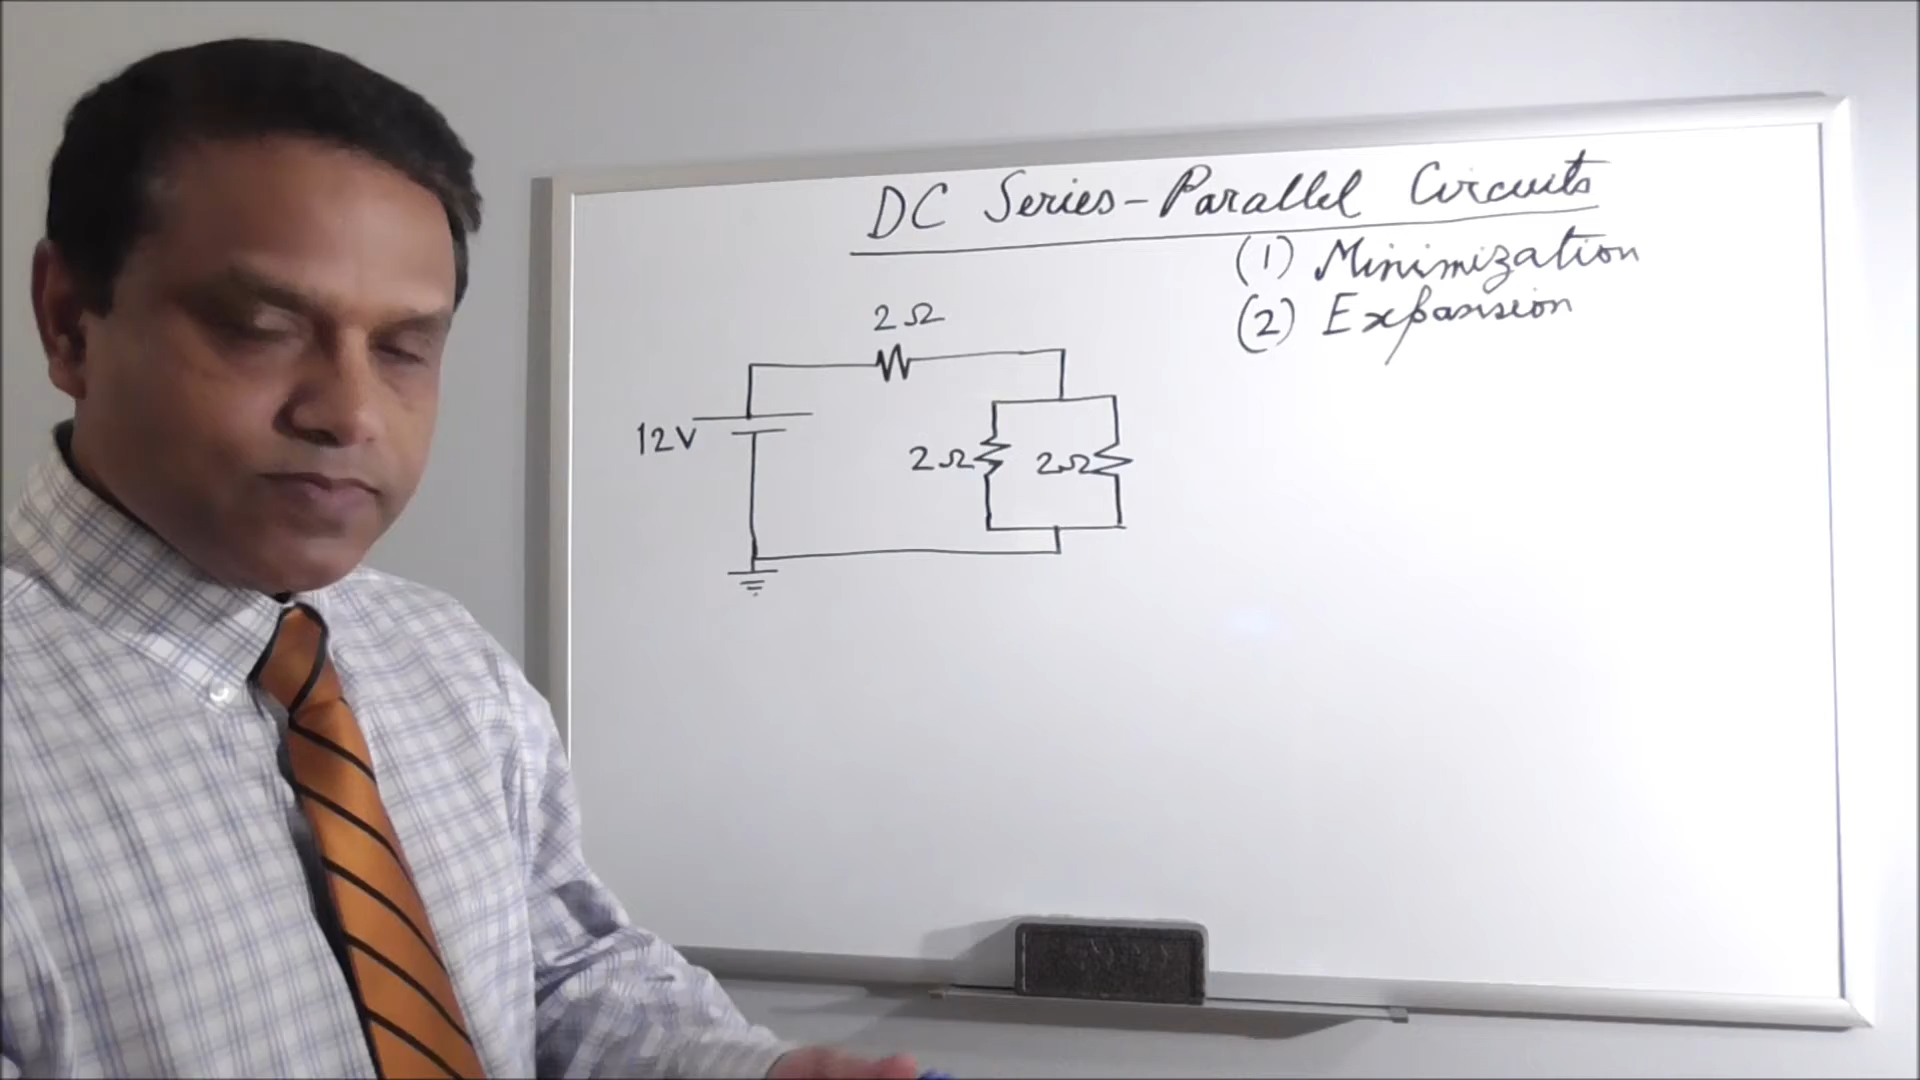 DC Series-Parallel Circuits
(1) Minimization
(2) Expansion
2Ω
12V
2Ω 2Ω